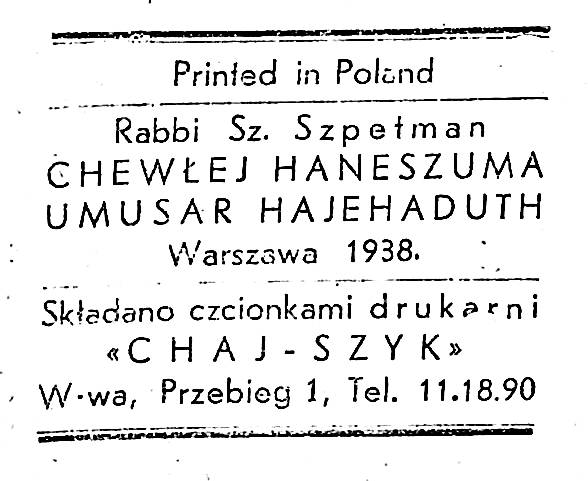 Printed in Poland
Rabbi Sz. Szpetman
CHEWŁEJ HANESZUMA
UMUSAR HAJEHADUTH
Warszawa 1938.
Składano czcionkami drukarni
«CHAJ-SZYK»
W-wa, Przebieg 1, Tel. 11.18.90